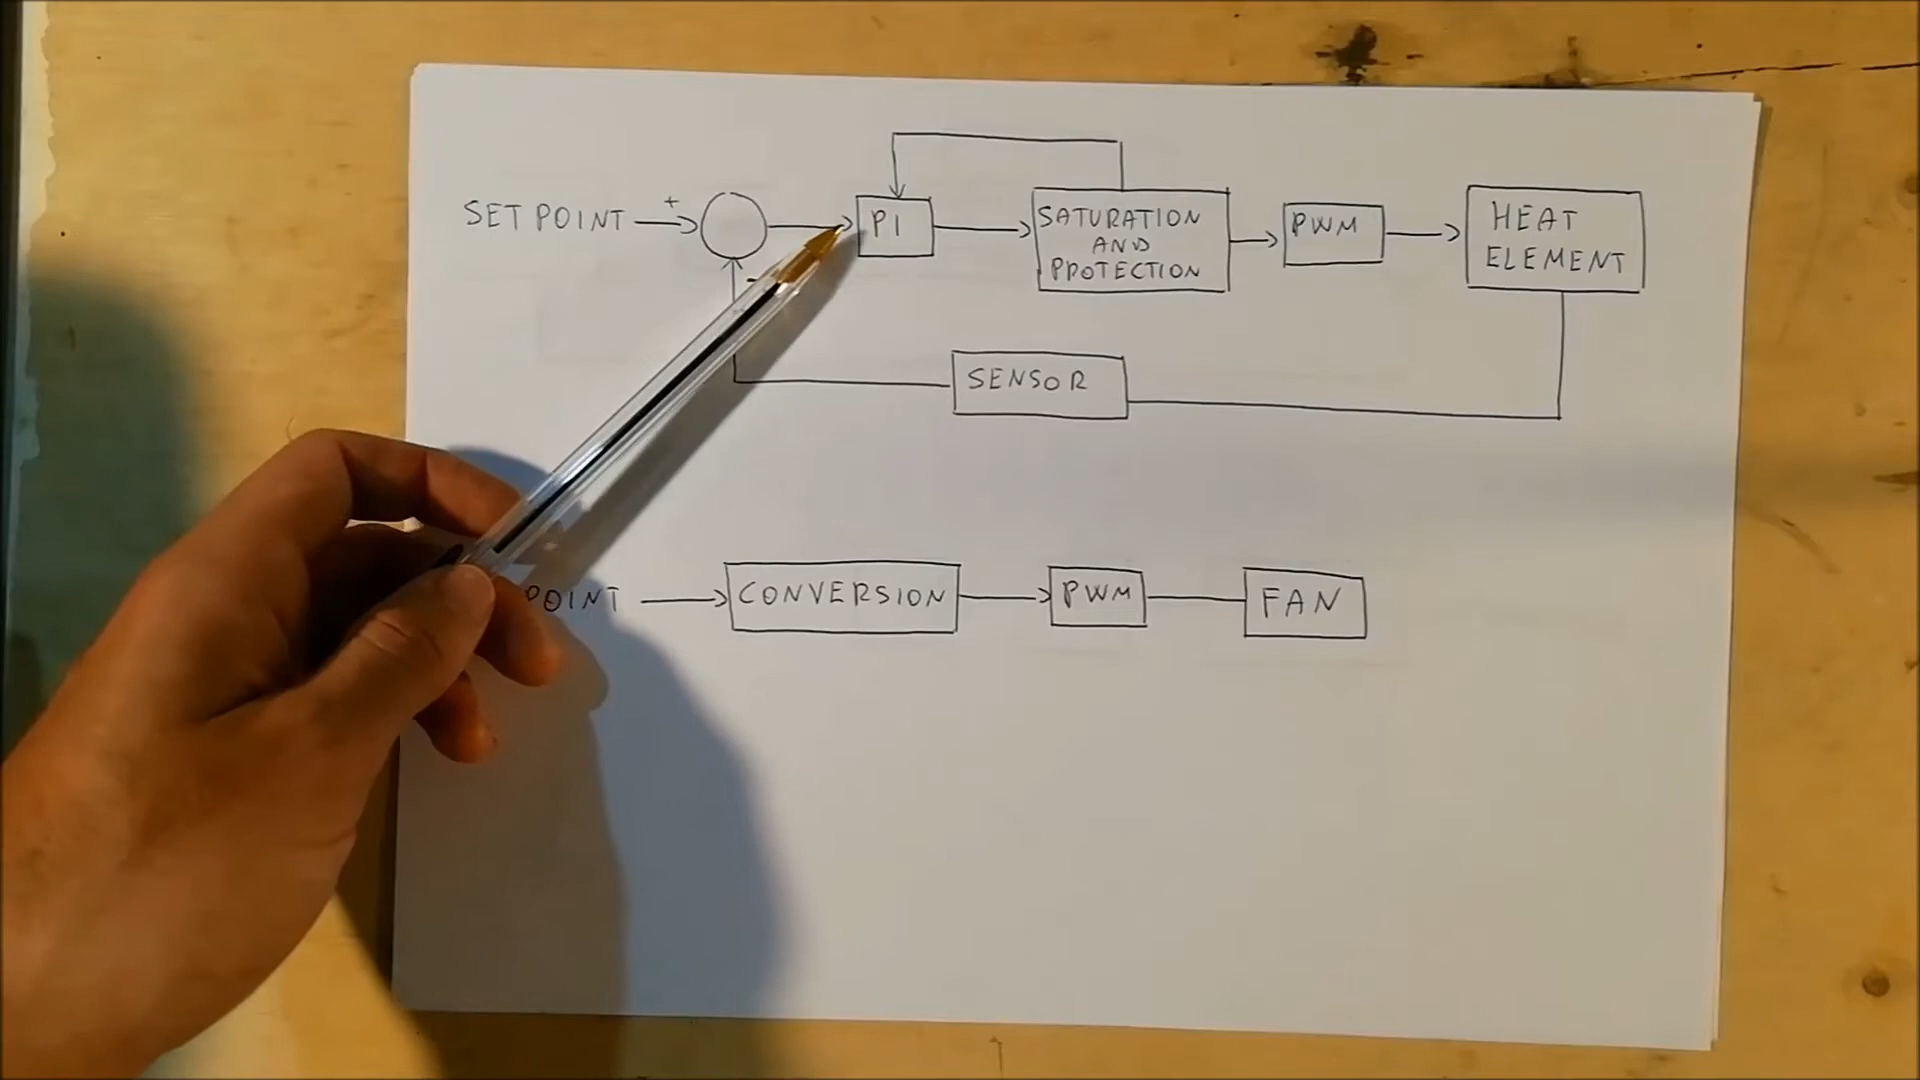 SET POINT
+
-
PI
SATURATION
AND
PROTECTION
PWM
HEAT
ELEMENT
SENSOR
POINT
CONVERSION
PWM
FAN